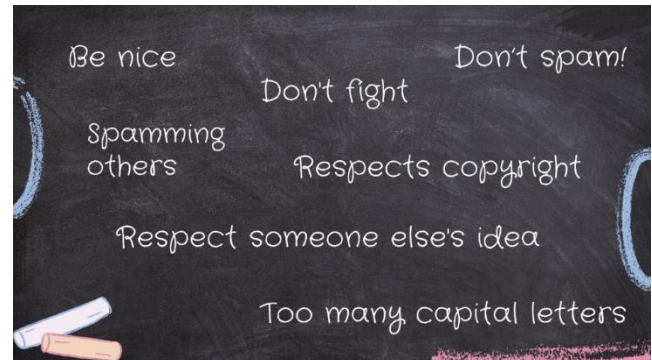 Be nice
Don't spam!
Don't fight
Spamming
others
Respects copyright
Respect someone else's idea
Too many capital letters